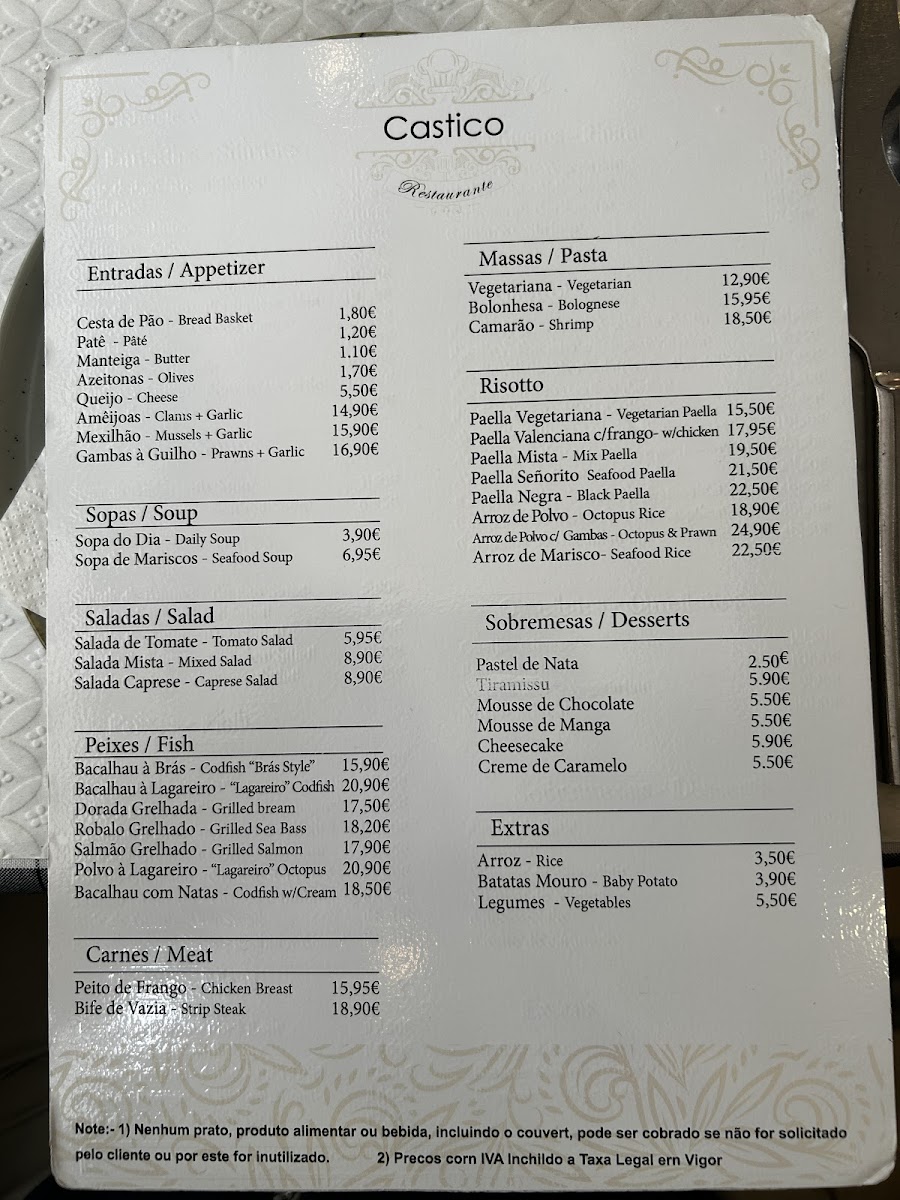 Castico
Restaurante
Entradas / Appetizer
Cesta de Pão - Bread Basket 1,80€
Patê - Pâté 1,20€
Manteiga - Butter 1.10€
Azeitonas - Olives 1,70€
Queijo - Cheese 5,50€
Amêijoas - Clams + Garlic 14,90€
Mexilhão - Mussels + Garlic 15,90€
Gambas à Guilho - Prawns + Garlic 16,90€
Sopas / Soup
Sopa do Dia - Daily Soup 3,90€
Sopa de Mariscos - Seafood Soup 6,95€
Saladas / Salad
Salada de Tomate - Tomato Salad 5,95€
Salada Mista - Mixed Salad 8,90€
Salada Caprese - Caprese Salad 8,90€
Peixes / Fish
Bacalhau à Brás - Codfish “Brás Style” 15,90€
Bacalhau à Lagareiro - “Lagareiro” Codfish 20,90€
Dorada Grelhada - Grilled bream 17,50€
Robalo Grelhado - Grilled Sea Bass 18,20€
Salmão Grelhado - Grilled Salmon 17,90€
Polvo à Lagareiro - “Lagareiro” Octopus 20,90€
Bacalhau com Natas - Codfish w/Cream 18,50€
Carnes / Meat
Peito de Frango - Chicken Breast 15,95€
Bife de Vazia - Strip Steak 18,90€
Massas / Pasta
Vegetariana - Vegetarian 12,90€
Bolonhesa - Bolognese 15,95€
Camarão - Shrimp 18,50€
Risotto
Paella Vegetariana - Vegetarian Paella 15,50€
Paella Valenciana c/frango- w/chicken 17,95€
Paella Mista - Mix Paella 19,50€
Paella Señorito Seafood Paella 21,50€
Paella Negra - Black Paella 22,50€
Arroz de Polvo - Octopus Rice 18,90€
Arroz de Polvo c/ Gambas - Octopus & Prawn 24,90€
Arroz de Marisco- Seafood Rice 22,50€
Sobremesas / Desserts
Pastel de Nata 2.50€
Tiramissu 5.90€
Mousse de Chocolate 5.50€
Mousse de Manga 5.50€
Cheesecake 5.90€
Creme de Caramelo 5.50€
Extras
Arroz - Rice 3,50€
Batatas Mouro - Baby Potato 3,90€
Legumes - Vegetables 5,50€
Note:- 1) Nenhum prato, produto alimentar ou bebida, incluindo o couvert, pode ser cobrado se não for solicitado
pelo cliente ou por este for inutilizado. 2) Precos corn IVA Inchildo a Taxa Legal ern Vigor